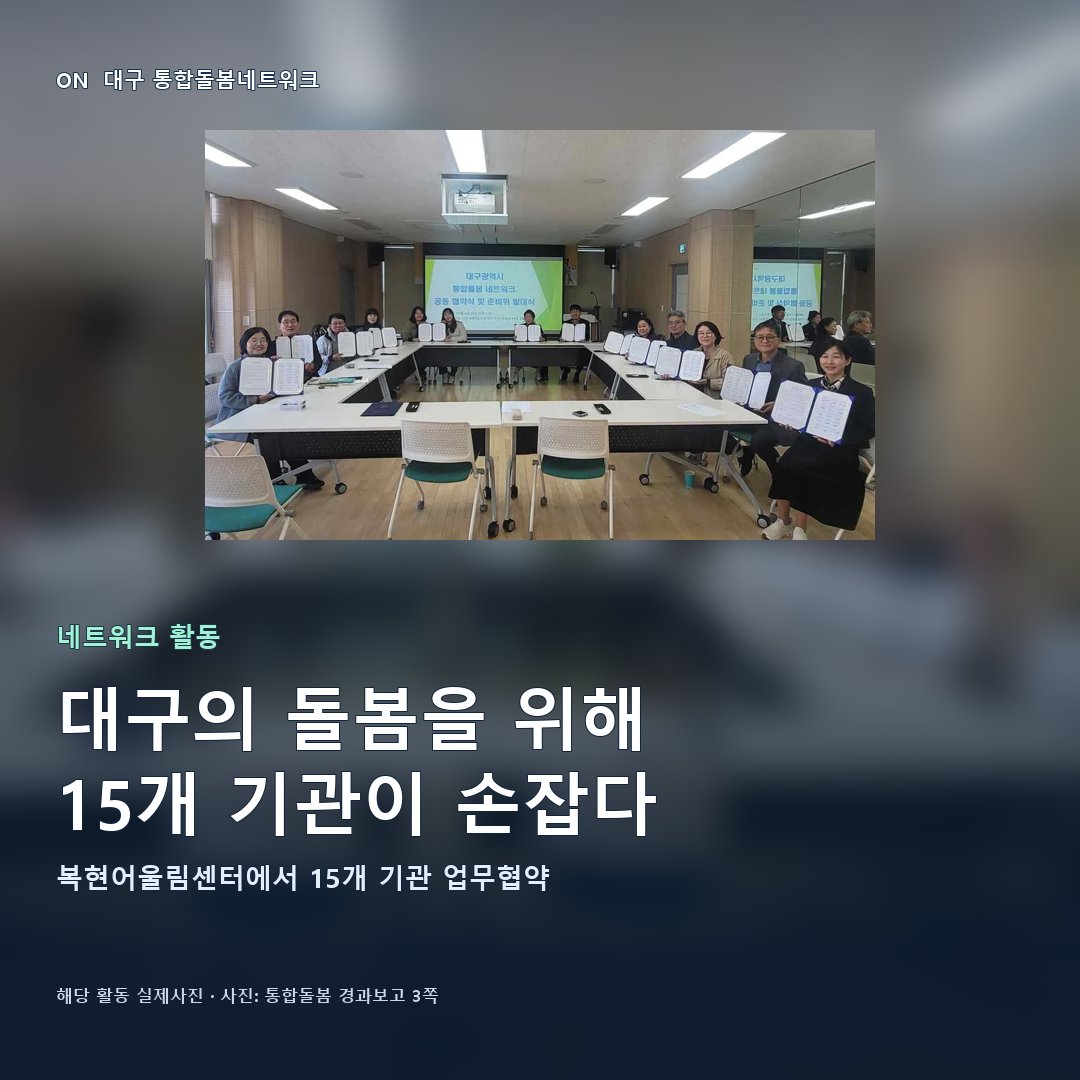 ON 대구 통합돌봄네트워크
대구광역시
통합돌봄 네트워크
공동 협약식 및 준비위 발대식
네트워크 활동
대구의 돌봄을 위해
15개 기관이 손잡다
복현어울림센터에서 15개 기관 업무협약
해당 활동 실제사진 · 사진: 통합돌봄 경과보고 3쪽